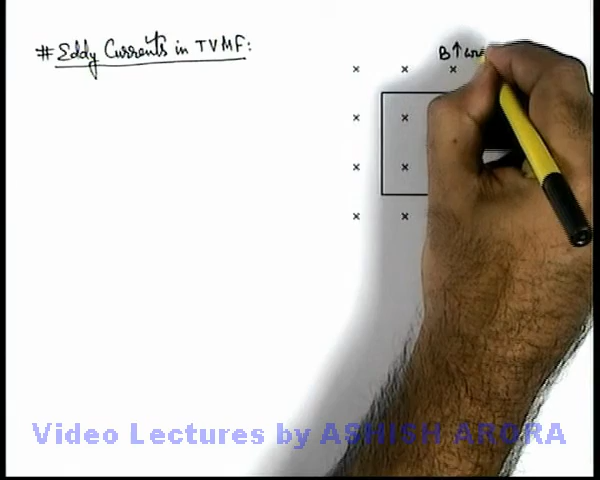 # Eddy Currents in TVMF:
B↑
× × ×
× ×
× ×
× ×
Video Lectures by ASHISH ARORA